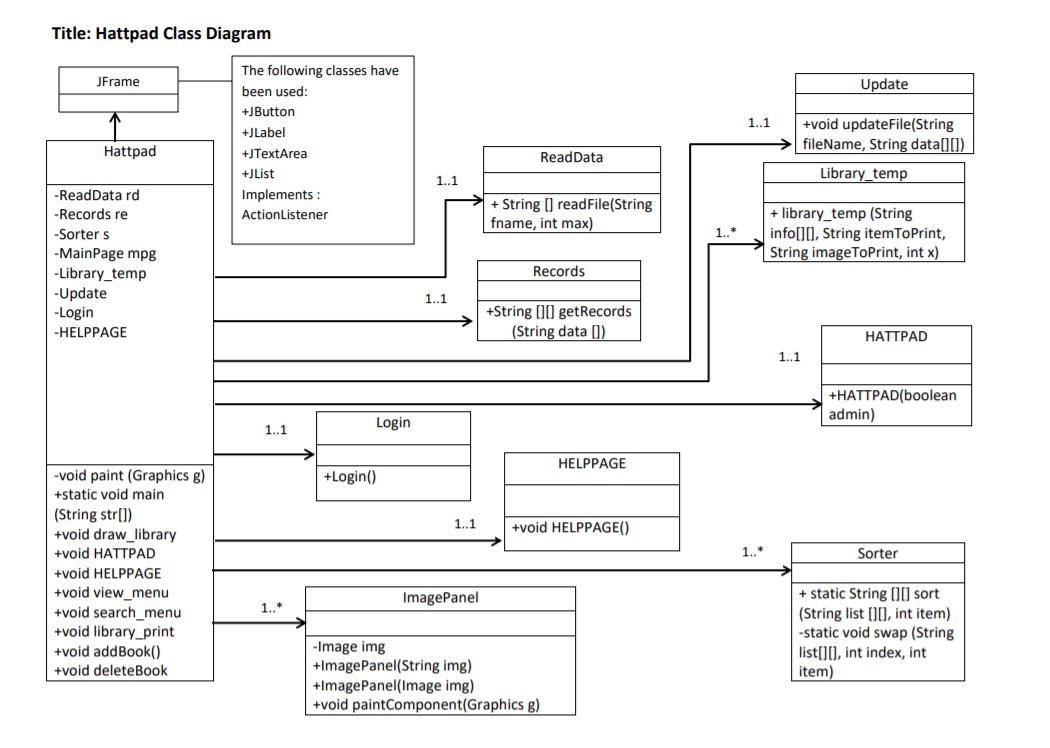 Title: Hattpad Class Diagram
JFrame
The following classes have
been used:
+JButton
+JLabel
+JTextArea
+JList
Implements :
ActionListener
Hattpad
-ReadData rd
-Records re
-Sorter s
-MainPage mpg
-Library_temp
-Update
-Login
-HELPPAGE
-void paint (Graphics g)
+static void main
(String str[])
+void draw_library
+void HATTPAD
+void HELPPAGE
+void view_menu
+void search_menu
+void library_print
+void addBook()
+void deleteBook
1..1
ReadData
+ String [] readFile(String
fname, int max)
1..1
Records
+String [][] getRecords
(String data [])
1..1
Update
+void updateFile(String
fileName, String data[][])
1..*
Library_temp
+ library_temp (String
info[][], String itemToPrint,
String imageToPrint, int x)
1..1
HATTPAD
+HATTPAD(boolean
admin)
1..1
Login
+Login()
1..1
HELPPAGE
+void HELPPAGE()
1..*
Sorter
+ static String [][] sort
(String list [][], int item)
-static void swap (String
list[][], int index, int
item)
1..*
ImagePanel
-Image img
+ImagePanel(String img)
+ImagePanel(Image img)
+void paintComponent(Graphics g)